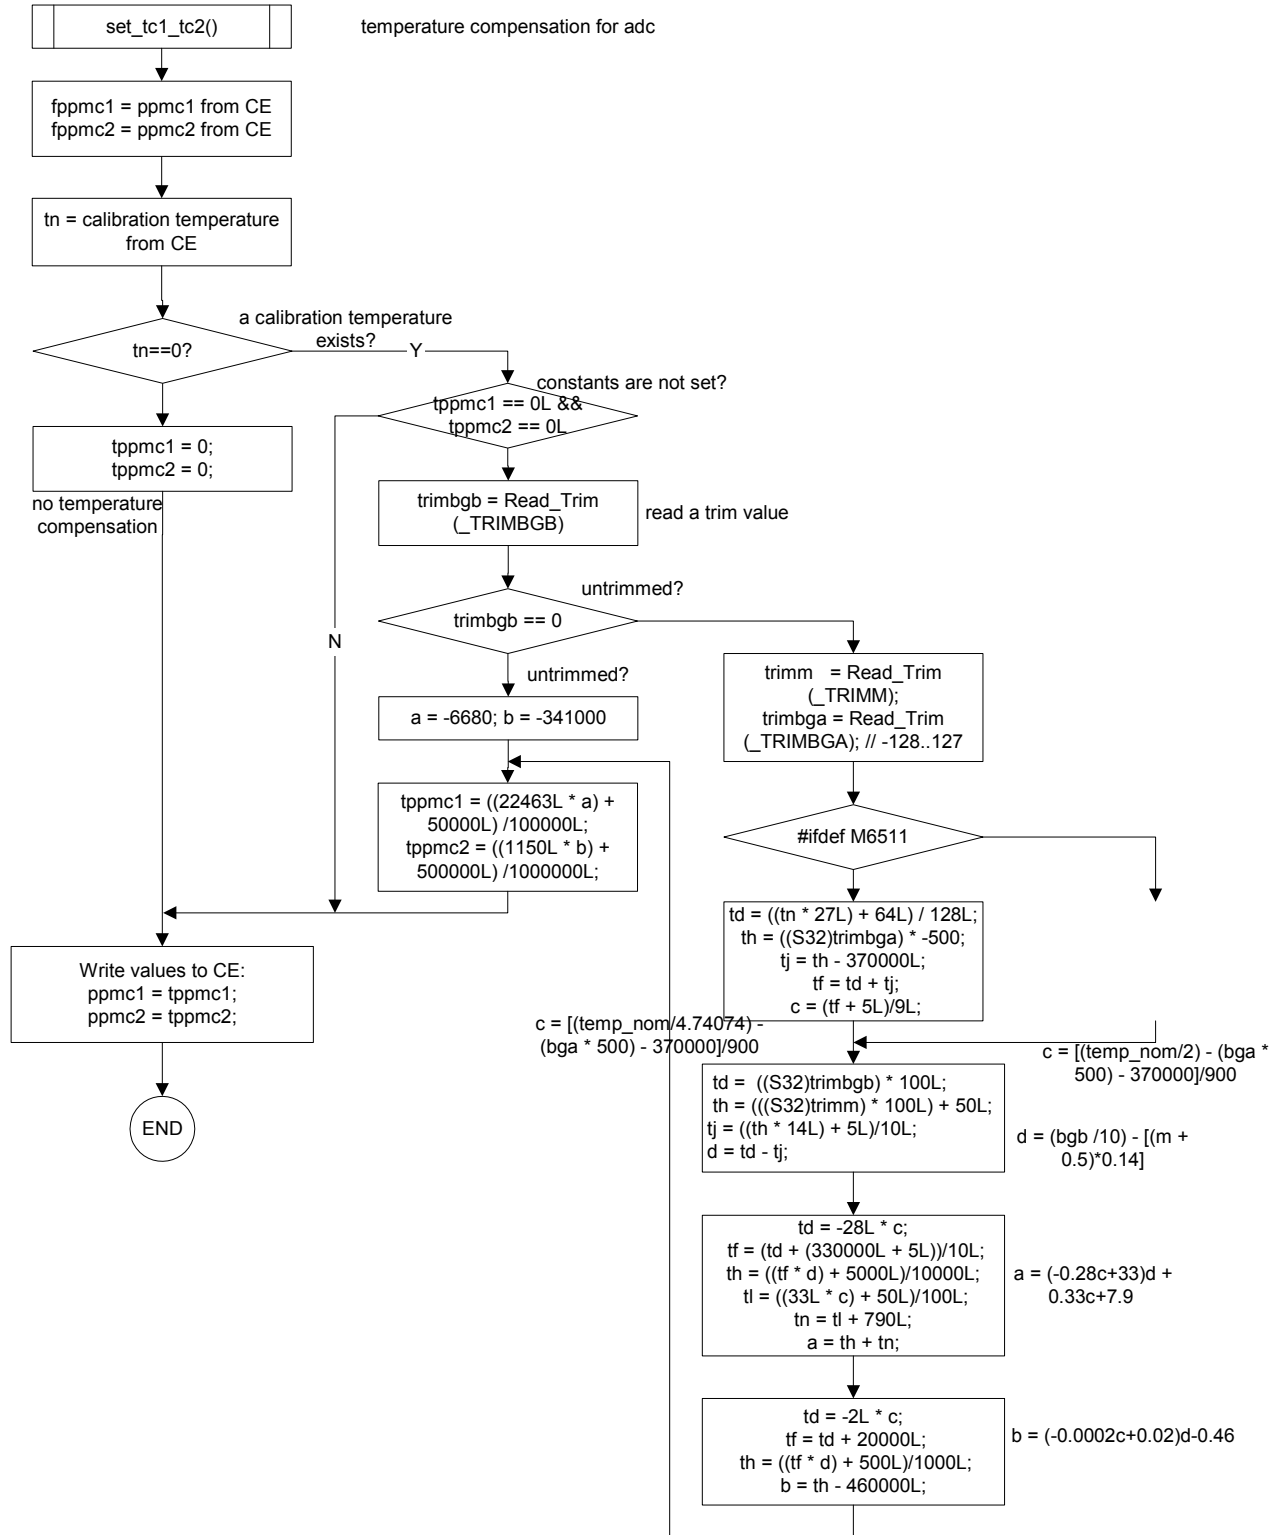 set_tc1_tc2()
temperature compensation for adc
fppmc1 = ppmc1 from CE
fppmc2 = ppmc2 from CE
tn = calibration temperature
from CE
a calibration temperature
exists?
tn==0?
Y
constants are not set?
tppmc1 == 0L &&
tppmc2 == 0L
tppmc1 = 0;
tppmc2 = 0;
no temperature
compensation
trimbgb = Read_Trim
(_TRIMBGB)
read a trim value
untrimmed?
trimbgb == 0
N
untrimmed?
a = -6680; b = -341000
trimm = Read_Trim
(_TRIMM);
trimbga = Read_Trim
(_TRIMBGA); // -128..127
tppmc1 = ((22463L * a) +
50000L) /100000L;
tppmc2 = ((1150L * b) +
500000L) /1000000L;
#ifdef M6511
td = ((tn * 27L) + 64L) / 128L;
th = ((S32)trimbga) * -500;
tj = th - 370000L;
tf = td + tj;
c = (tf + 5L)/9L;
Write values to CE:
ppmc1 = tppmc1;
ppmc2 = tppmc2;
c = [(temp_nom/4.74074) -
(bga * 500) - 370000]/900
c = [(temp_nom/2) - (bga *
500) - 370000]/900
END
td = ((S32)trimbgb) * 100L;
th = (((S32)trimm) * 100L) + 50L;
tj = ((th * 14L) + 5L)/10L;
d = td - tj;
d = (bgb /10) - [(m +
0.5)*0.14]
td = -28L * c;
tf = (td + (330000L + 5L))/10L;
th = ((tf * d) + 5000L)/10000L;
tl = ((33L * c) + 50L)/100L;
tn = tl + 790L;
a = th + tn;
a = (-0.28c+33)d +
0.33c+7.9
td = -2L * c;
tf = td + 20000L;
th = ((tf * d) + 500L)/1000L;
b = th - 460000L;
b = (-0.0002c+0.02)d-0.46